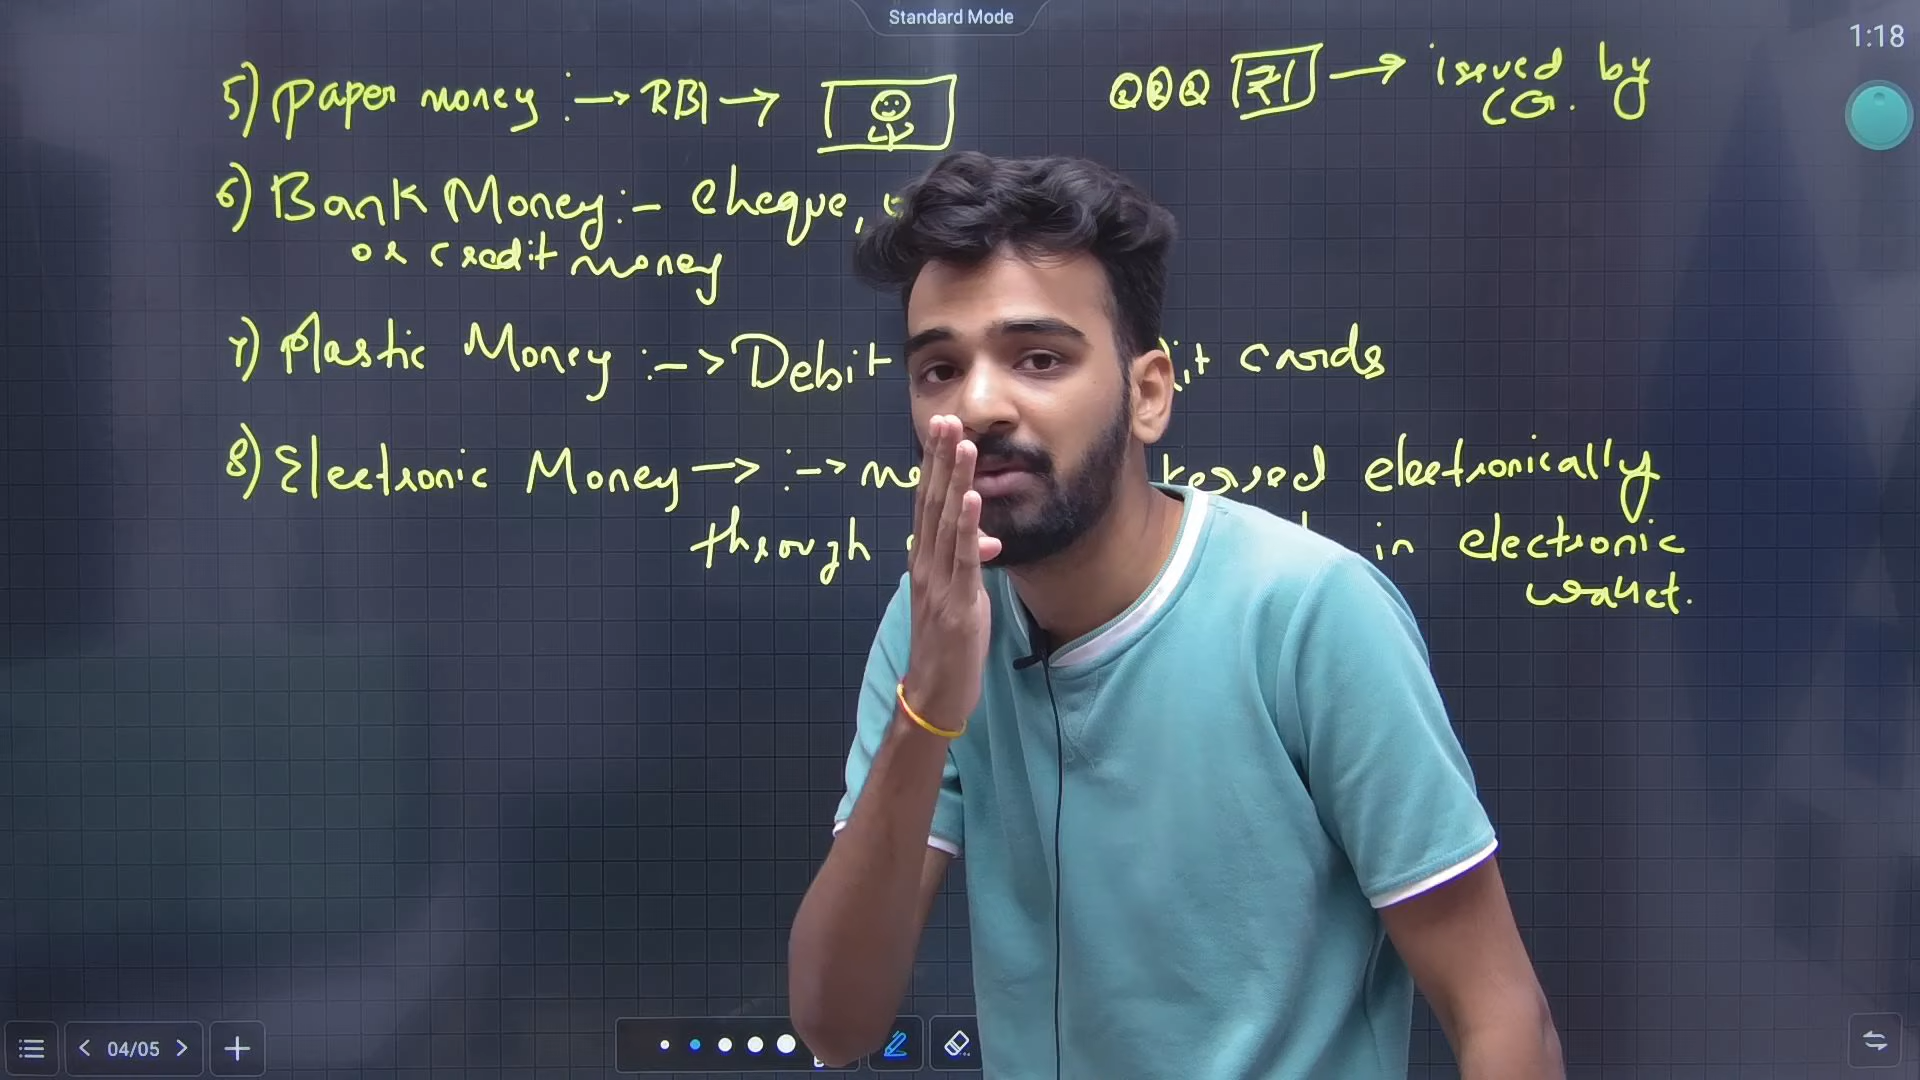 Standard Mode
1:18
5) Paper money :→ RBI →
₹1 → issued by
CG.
6) Bank Money:- Cheque,
or credit money
7) Plastic Money :-> Debit cards
8) Electronic Money → :-> electronically
through in electronic
wallet.
04/05